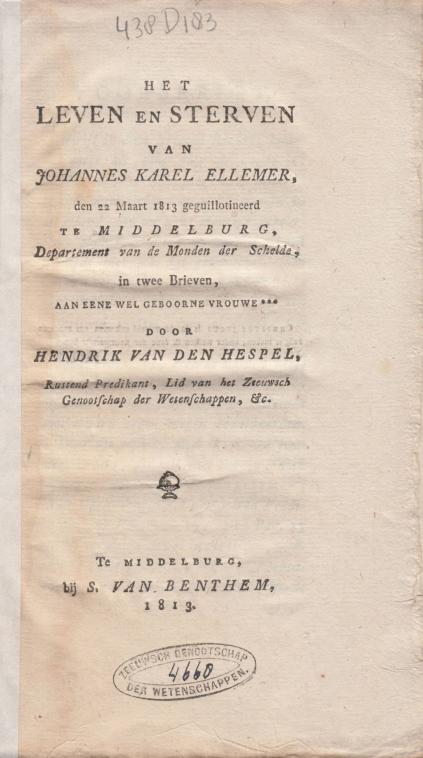 438D183
HET
LEVEN EN STERVEN
VAN
JOHANNES KAREL ELLEMER,
den 22 Maart 1813 geguillotineerd
TE MIDDELBURG,
Departement van de Monden der Schelde,
in twee Brieven,
AAN EENE WEL GEBOORNE VROUWE ***
DOOR
HENDRIK VAN DEN HESPEL,
Rustend Predikant, Lid van het Zeeuwsch
Genootſchap der Wetenſchappen, &c.
Te MIDDELBURG,
bij S. VAN BENTHEM,
1813.
ZEEUWSCH GENOOTSCHAP
4660
DER WETENSCHAPPEN.